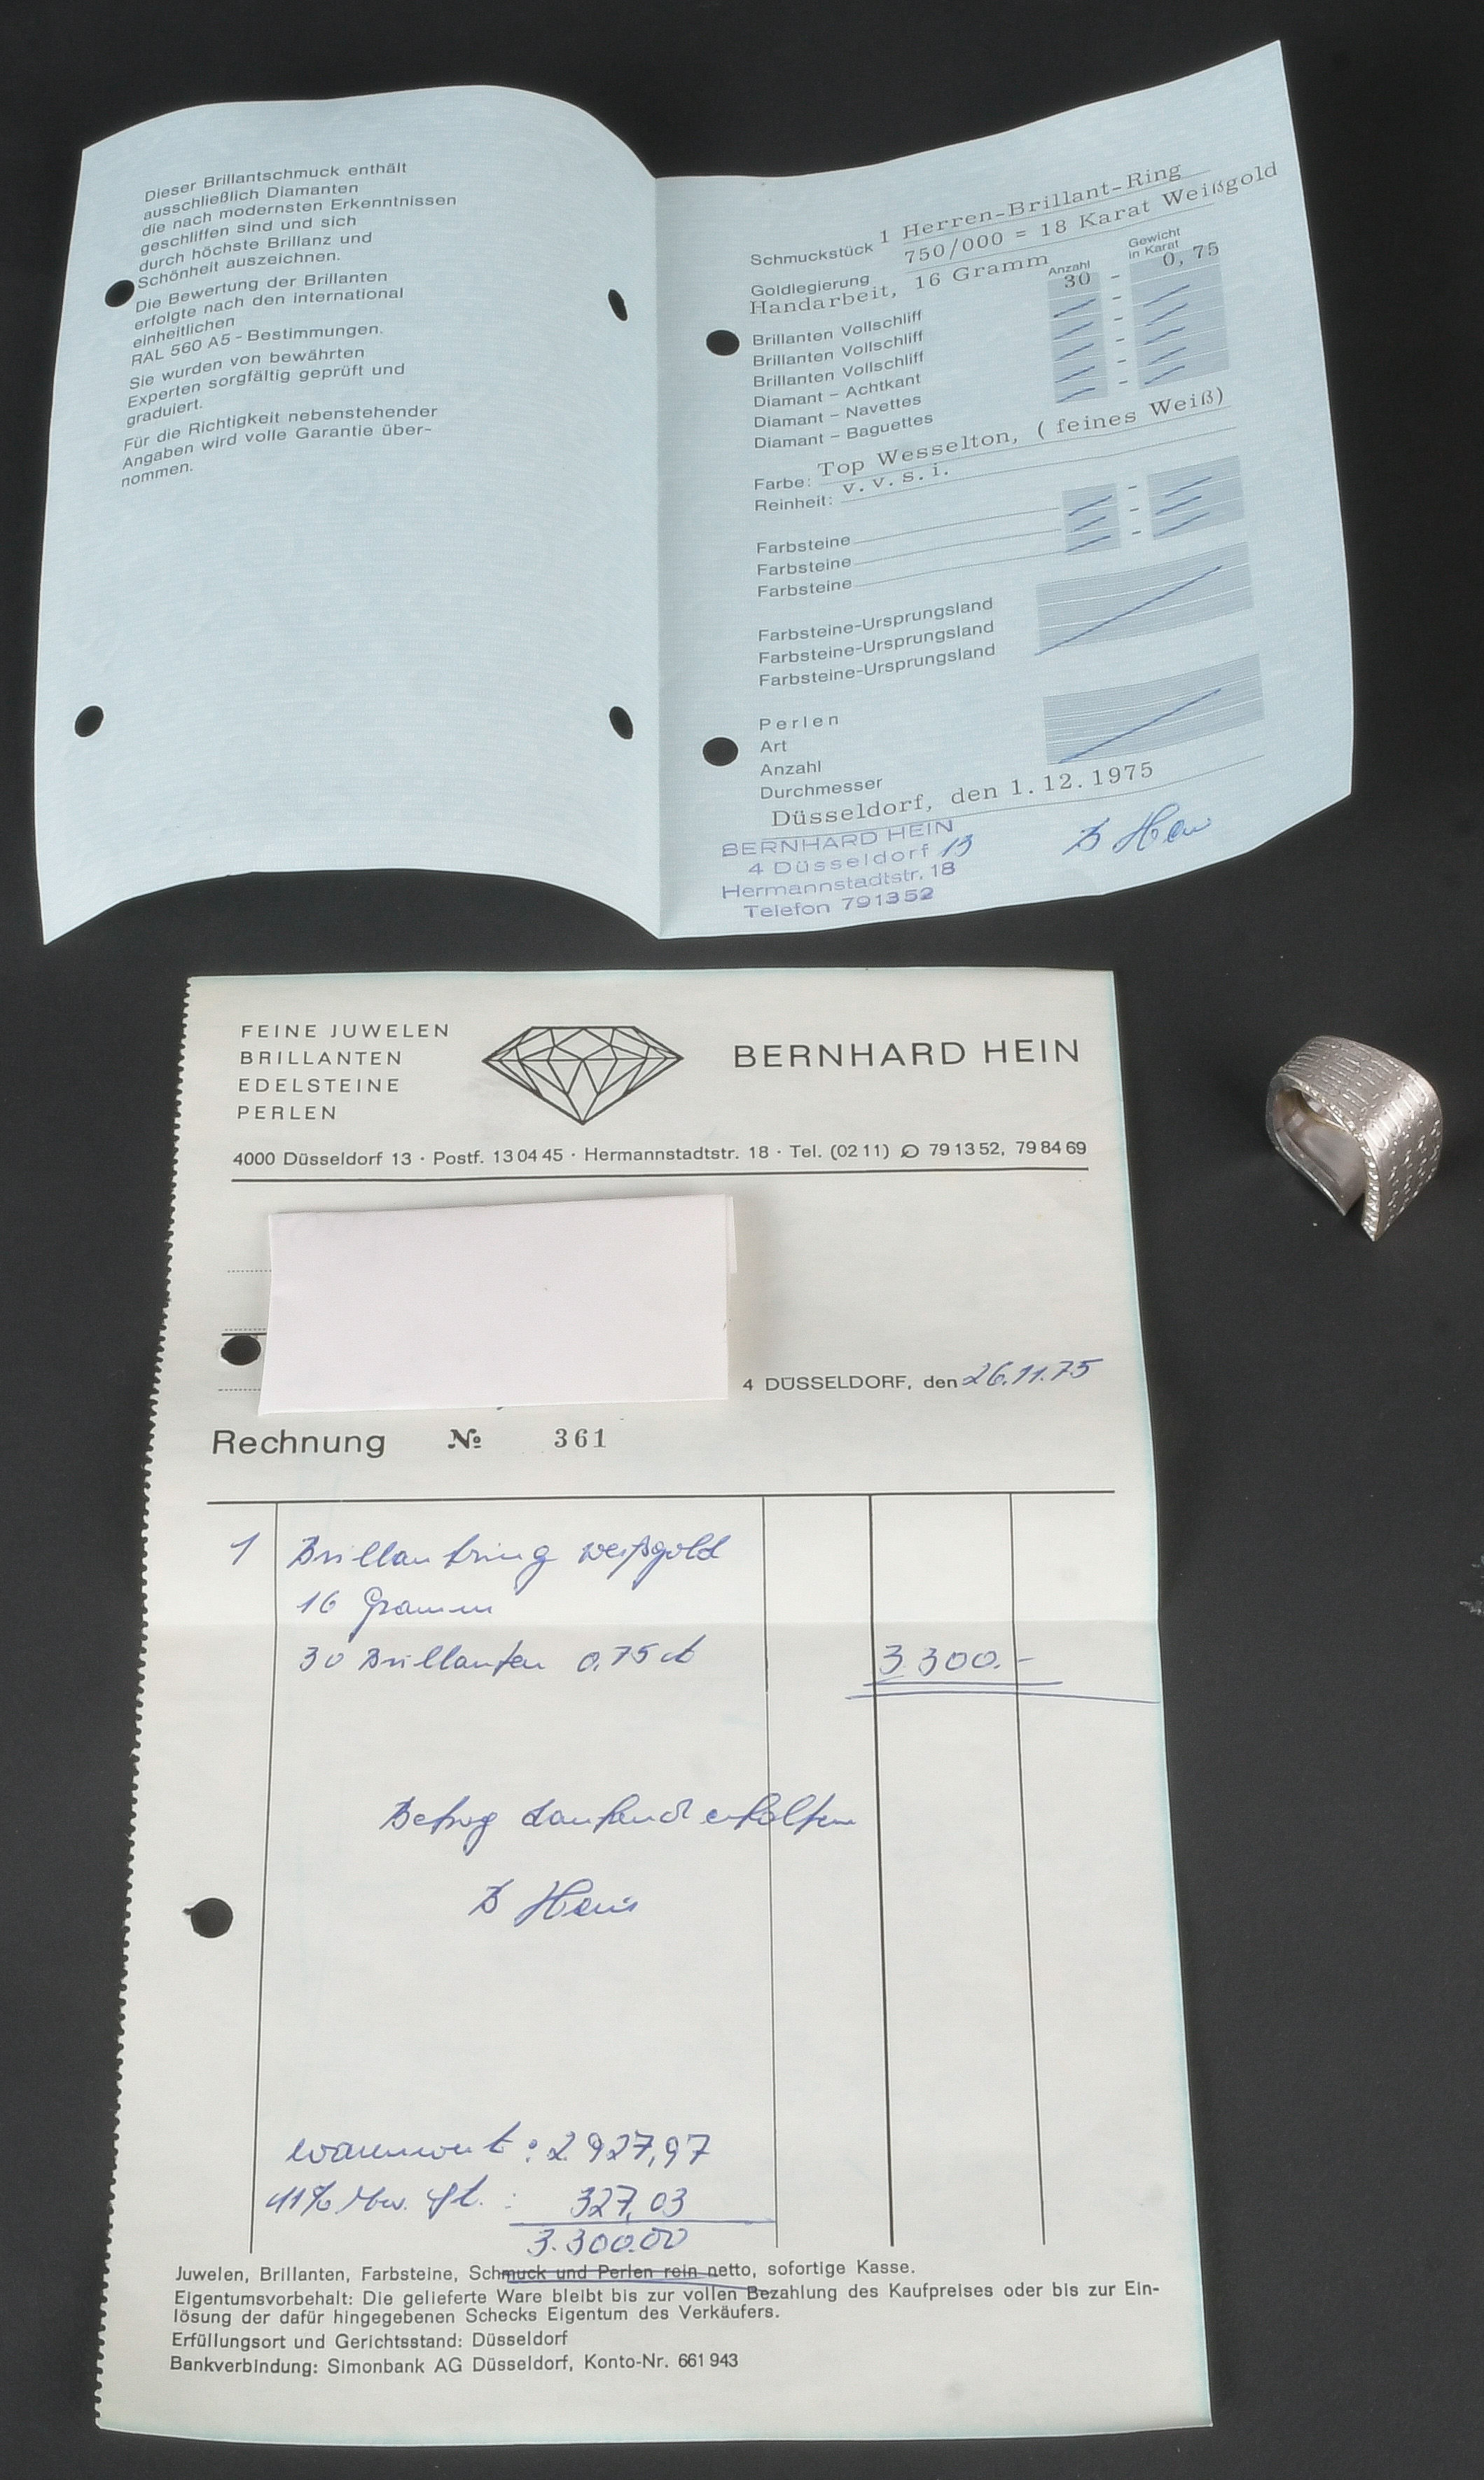 Dieser Brillantschmuck enthält
ausschließlich Diamanten
die nach modernsten Erkenntnissen
geschliffen sind und sich
durch höchste Brillanz und
Schönheit auszeichnen.
Die Bewertung der Brillanten
erfolgte nach den international
einheitlichen
RAL 560 A5 - Bestimmungen.
Sie wurden von bewährten
Experten sorgfältig geprüft und
graduiert.
Für die Richtigkeit nebenstehender
Angaben wird volle Garantie über-
nommen.
Schmuckstück 1 Herren-Brillant-Ring
Goldlegierung 750/000 = 18 Karat Weißgold
Handarbeit, 16 Gramm
Anzahl Gewicht in Karat
Brillanten Vollschliff 30 - 0,75
Brillanten Vollschliff -
Brillanten Vollschliff -
Diamant - Achtkant -
Diamant - Navettes -
Diamant - Baguettes -
Farbe: Top Wesselton, ( feines Weiß)
Reinheit: v.v.s.i.
Farbsteine -
Farbsteine -
Farbsteine -
Farbsteine-Ursprungsland
Farbsteine-Ursprungsland
Farbsteine-Ursprungsland
Perlen
Art
Anzahl
Durchmesser
Düsseldorf, den 1.12.1975
BERNHARD HEIN
4 Düsseldorf 13
Hermannstadtstr. 18
Telefon 791352
B Hein
FEINE JUWELEN
BRILLANTEN
EDELSTEINE
PERLEN
BERNHARD HEIN
4000 Düsseldorf 13 · Postf. 13 04 45 · Hermannstadtstr. 18 · Tel. (02 11) 79 13 52, 79 84 69
4 DÜSSELDORF, den 26.11.75
Rechnung № 361
1 Brillantring weißgold
16 Gramm
30 Brillanten 0.75 ct 3.300.-
Betrag dankend erhalten
B Hein
Warenwert : 2.927,97
11% Mw. St. : 327,03
3.300.00
Juwelen, Brillanten, Farbsteine, Schmuck und Perlen rein netto, sofortige Kasse.
Eigentumsvorbehalt: Die gelieferte Ware bleibt bis zur vollen Bezahlung des Kaufpreises oder bis zur Ein-
lösung der dafür hingegebenen Schecks Eigentum des Verkäufers.
Erfüllungsort und Gerichtsstand: Düsseldorf
Bankverbindung: Simonbank AG Düsseldorf, Konto-Nr. 661 943